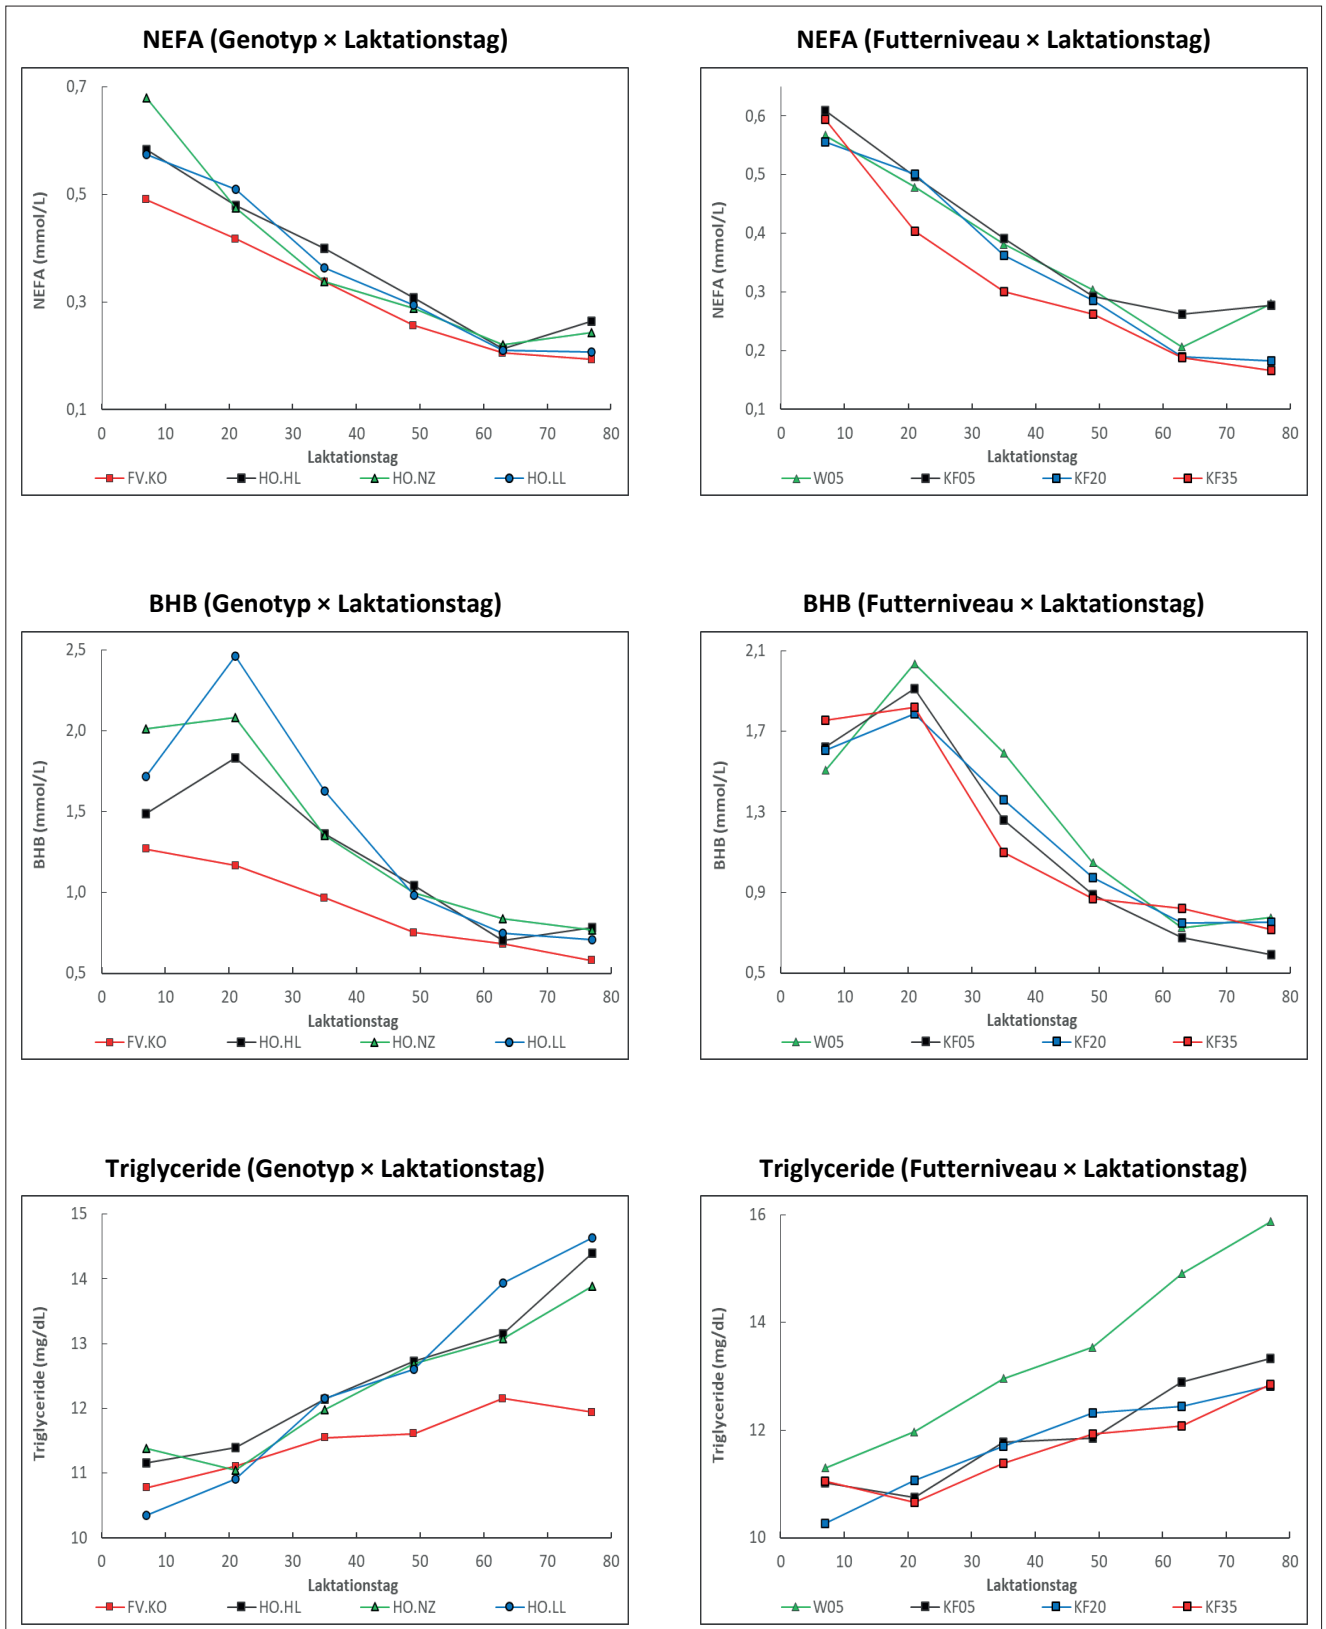 NEFA (Genotyp × Laktationstag)
NEFA (mmol/L)
0,7
0,5
0,3
0,1
0 10 20 30 40 50 60 70 80
Laktationstag
FV.KO HO.HL HO.NZ HO.LL
NEFA (Futterniveau × Laktationstag)
NEFA (mmol/L)
0,6
0,5
0,4
0,3
0,2
0,1
0 10 20 30 40 50 60 70 80
Laktationstag
W05 KF05 KF20 KF35
BHB (Genotyp × Laktationstag)
BHB (mmol/L)
2,5
2,0
1,5
1,0
0,5
0 10 20 30 40 50 60 70 80
Laktationstag
FV.KO HO.HL HO.NZ HO.LL
BHB (Futterniveau × Laktationstag)
BHB (mmol/L)
2,1
1,7
1,3
0,9
0,5
0 10 20 30 40 50 60 70 80
Laktationstag
W05 KF05 KF20 KF35
Triglyceride (Genotyp × Laktationstag)
Triglyceride (mg/dL)
15
14
13
12
11
10
0 10 20 30 40 50 60 70 80
Laktationstag
FV.KO HO.HL HO.NZ HO.LL
Triglyceride (Futterniveau × Laktationstag)
Triglyceride (mg/dL)
16
14
12
10
0 10 20 30 40 50 60 70 80
Laktationstag
W05 KF05 KF20 KF35